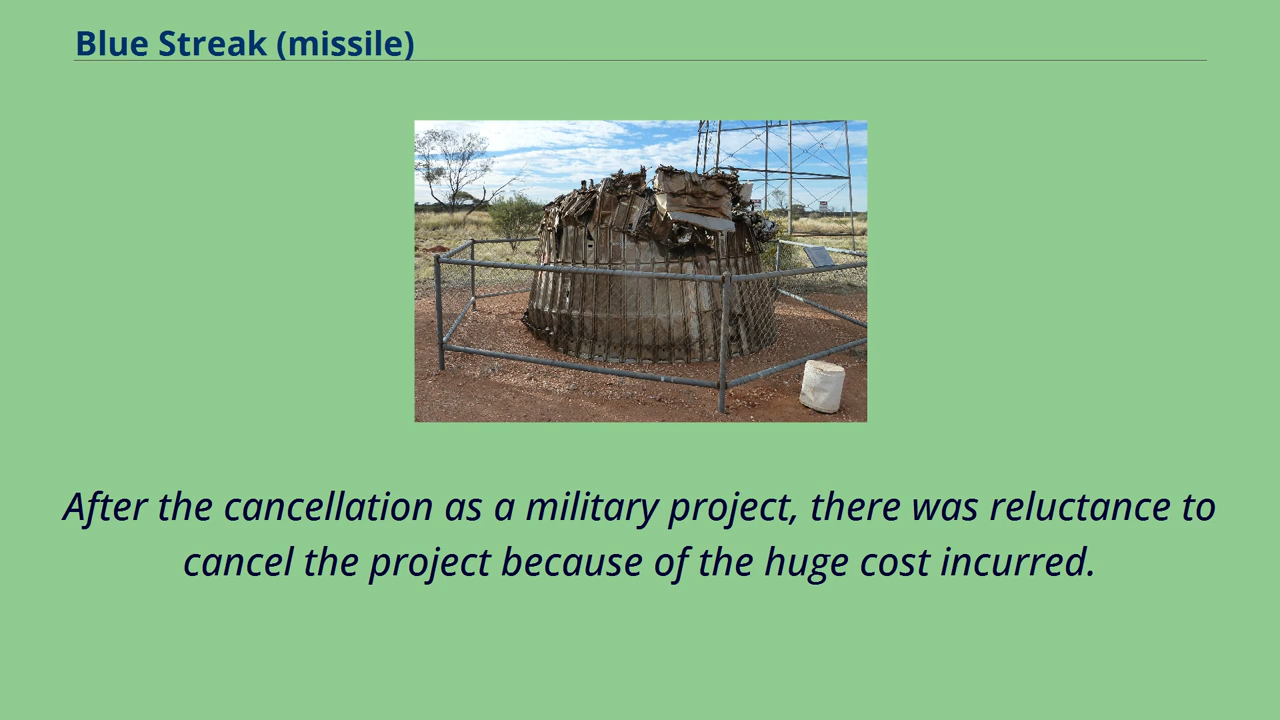 Blue Streak (missile)
After the cancellation as a military project, there was reluctance to
cancel the project because of the huge cost incurred.